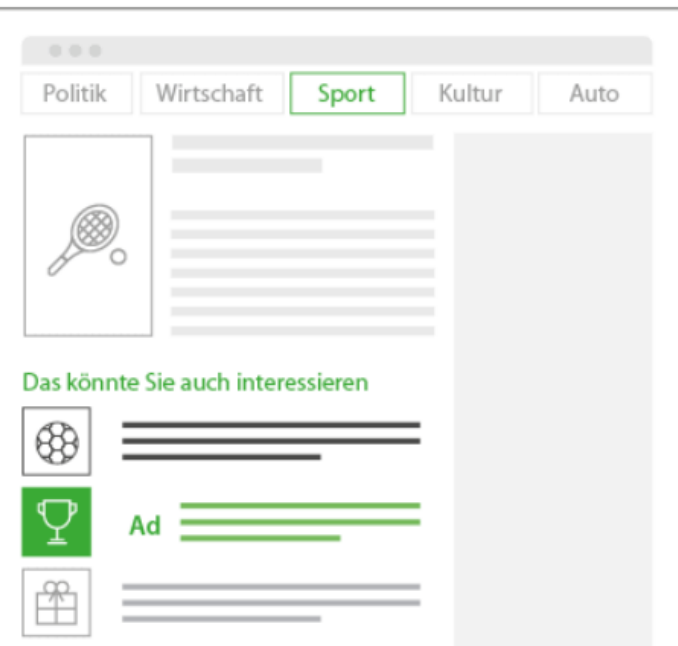 Politik Wirtschaft Sport Kultur Auto
Das könnte Sie auch interessieren
Ad